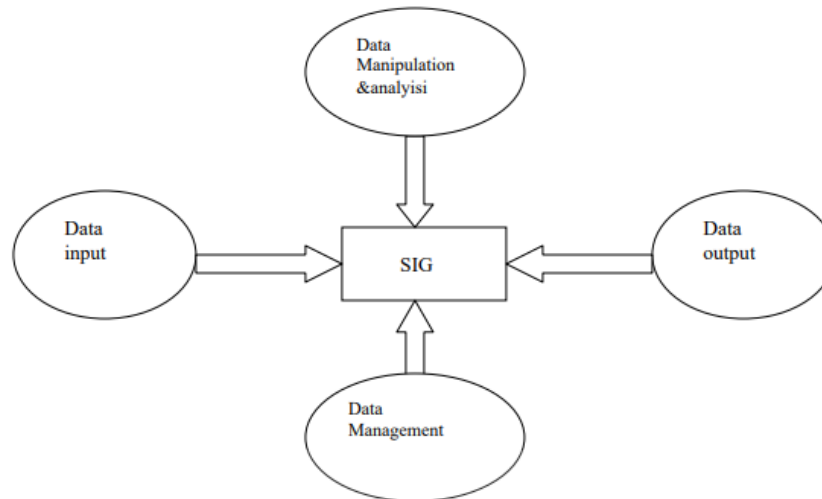 Data
Manipulation
&analyisi
Data
input
SIG
Data
output
Data
Management